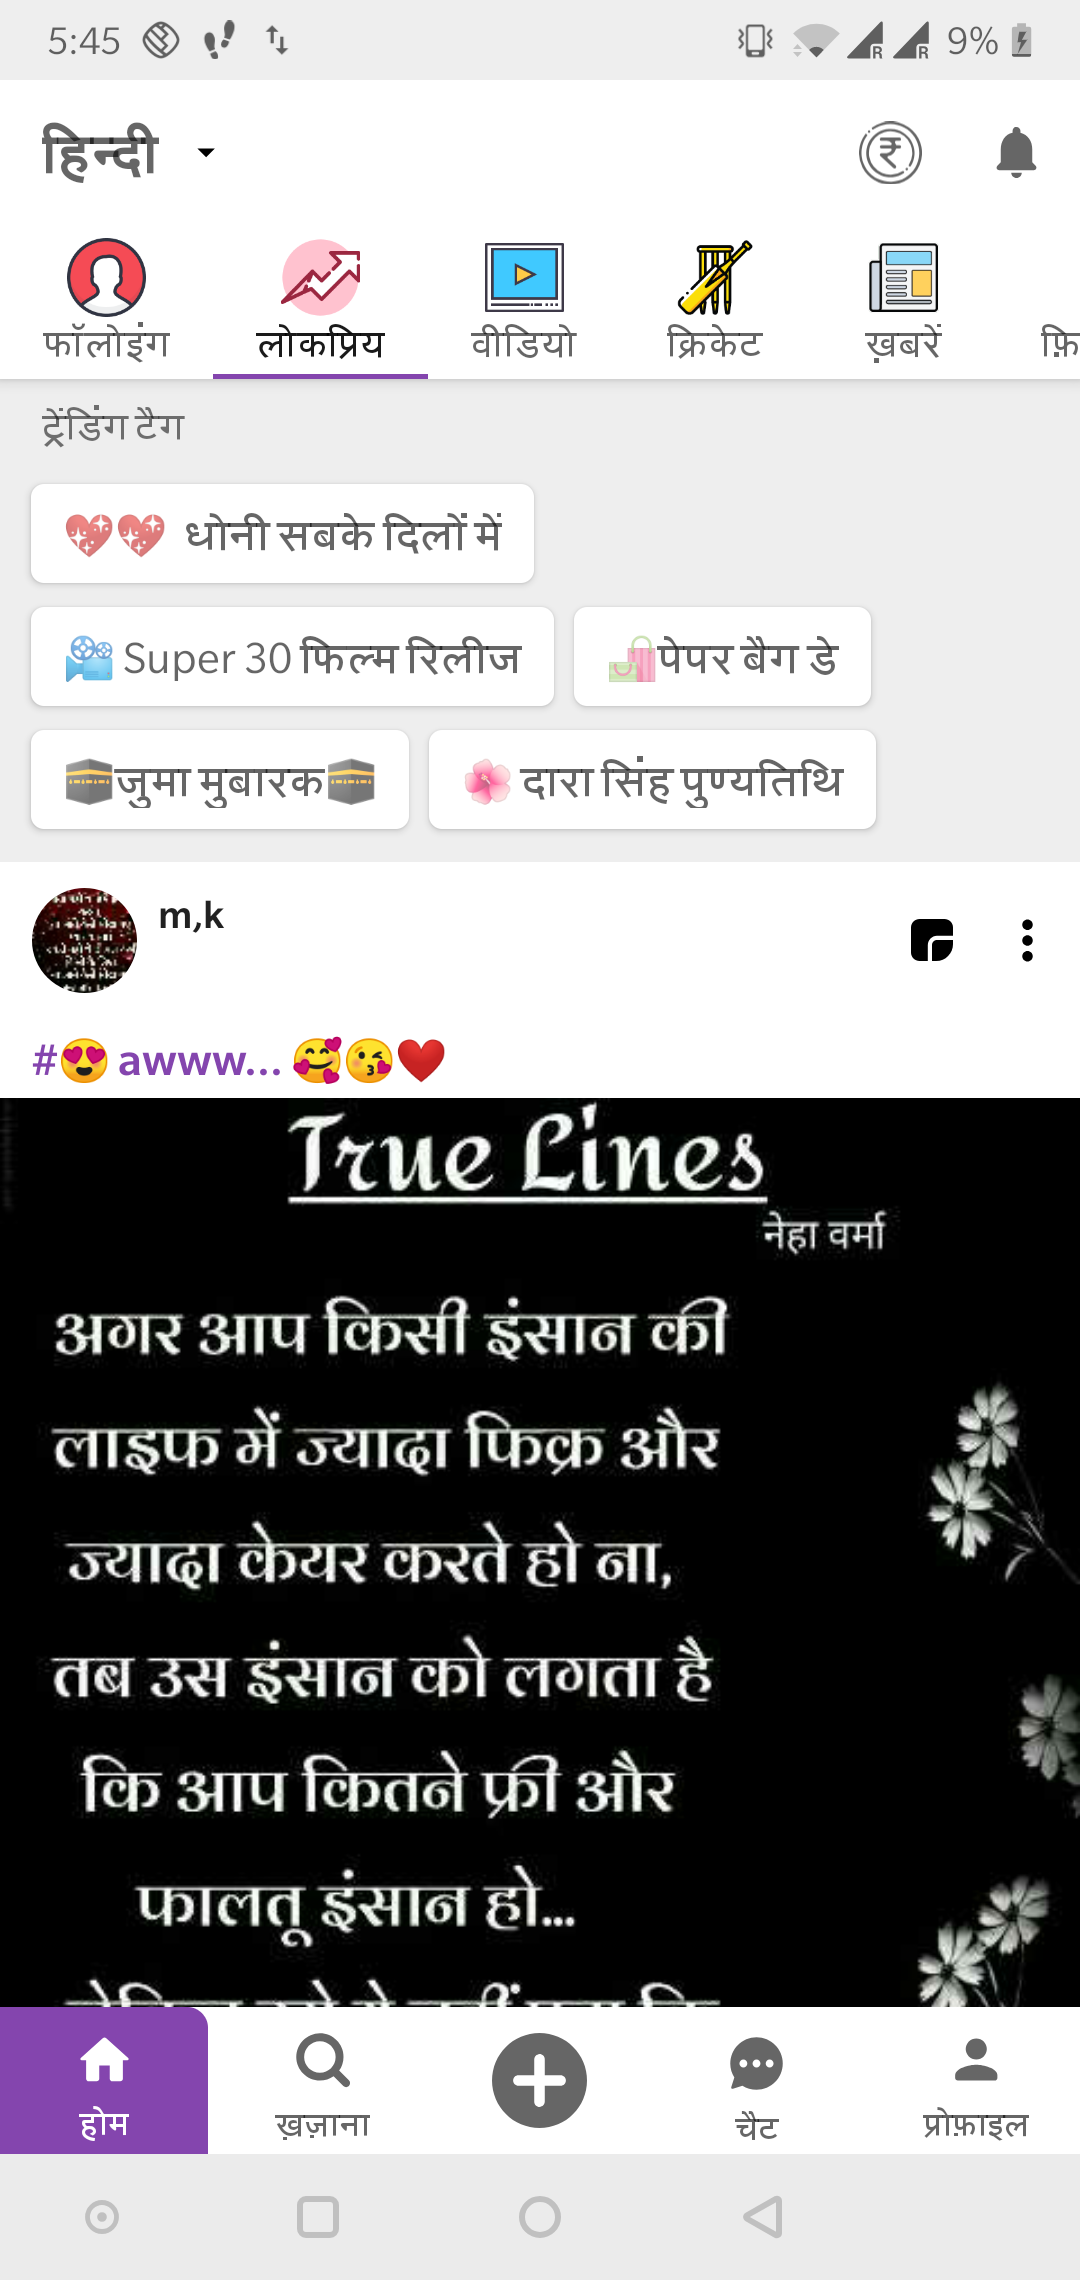 5:45 9%
हिन्दी
फॉलोइंग लोकप्रिय वीडियो क्रिकेट ख़बरें फ़ि
ट्रेंडिंग टैग
💖💖 धोनी सबके दिलों में
🎥 Super 30 फिल्म रिलीज 🛍️पेपर बैग डे
🕋जुमा मुबारक🕋 🌺 दारा सिंह पुण्यतिथि
m,k
#😍 awww... 🥰😘❤️
True Lines
नेहा वर्मा
अगर आप किसी इंसान की
लाइफ में ज्यादा फिक्र और
ज्यादा केयर करते हो ना,
तब उस इंसान को लगता है
कि आप कितने फ्री और
फालतू इंसान हो...
होम ख़ज़ाना चैट प्रोफ़ाइल